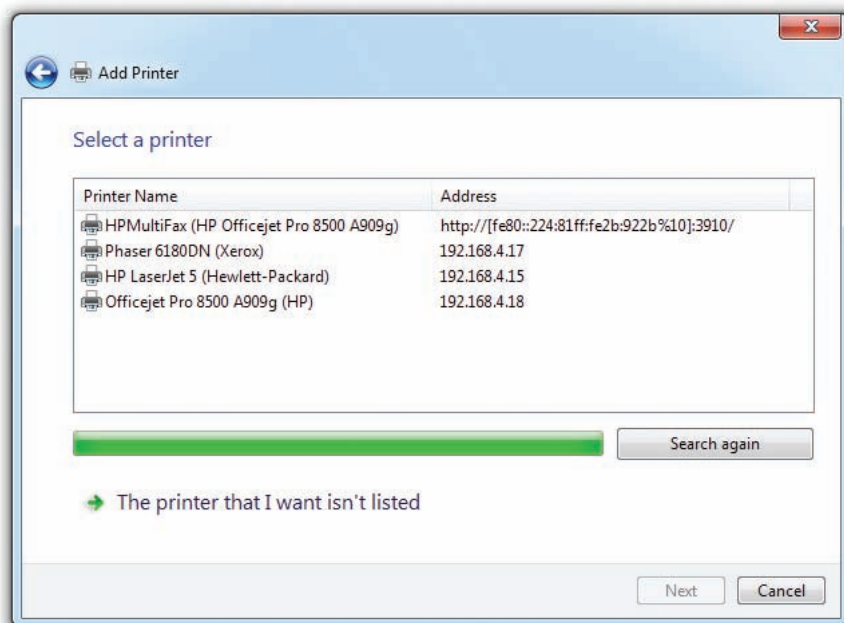 Add Printer
Select a printer
Printer Name Address
HPMultiFax (HP Officejet Pro 8500 A909g) http://[fe80::224:81ff:fe2b:922b%10]:3910/
Phaser 6180DN (Xerox) 192.168.4.17
HP LaserJet 5 (Hewlett-Packard) 192.168.4.15
Officejet Pro 8500 A909g (HP) 192.168.4.18
Search again
The printer that I want isn't listed
Next Cancel